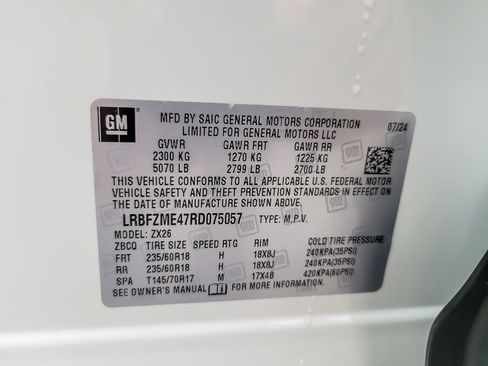 GM
MFD BY SAIC GENERAL MOTORS CORPORATION 07/24
LIMITED FOR GENERAL MOTORS LLC
GVWR GAWR FRT GAWR RR
2300 KG 1270 KG 1225 KG
5070 LB 2799 LB 2700 LB
THIS VEHICLE CONFORMS TO ALL APPLICABLE U.S. FEDERAL MOTOR
VEHICLE SAFETY AND THEFT PREVENTION STANDARDS IN EFFECT ON
THE DATE OF MANUFACTURE SHOWN ABOVE.
LRBFZME47RD075057 TYPE: M.P.V.
MODEL: ZX26
ZBCQ TIRE SIZE SPEED RTG RIM COLD TIRE PRESSURE
FRT 235/60R18 H 18X8J 240KPA(35PSI)
RR 235/60R18 H 18X8J 240KPA(35PSI)
SPA T145/70R17 M 17X4B 420KPA(60PSI)
SEE OWNER'S MANUAL FOR MORE INFORMATION.